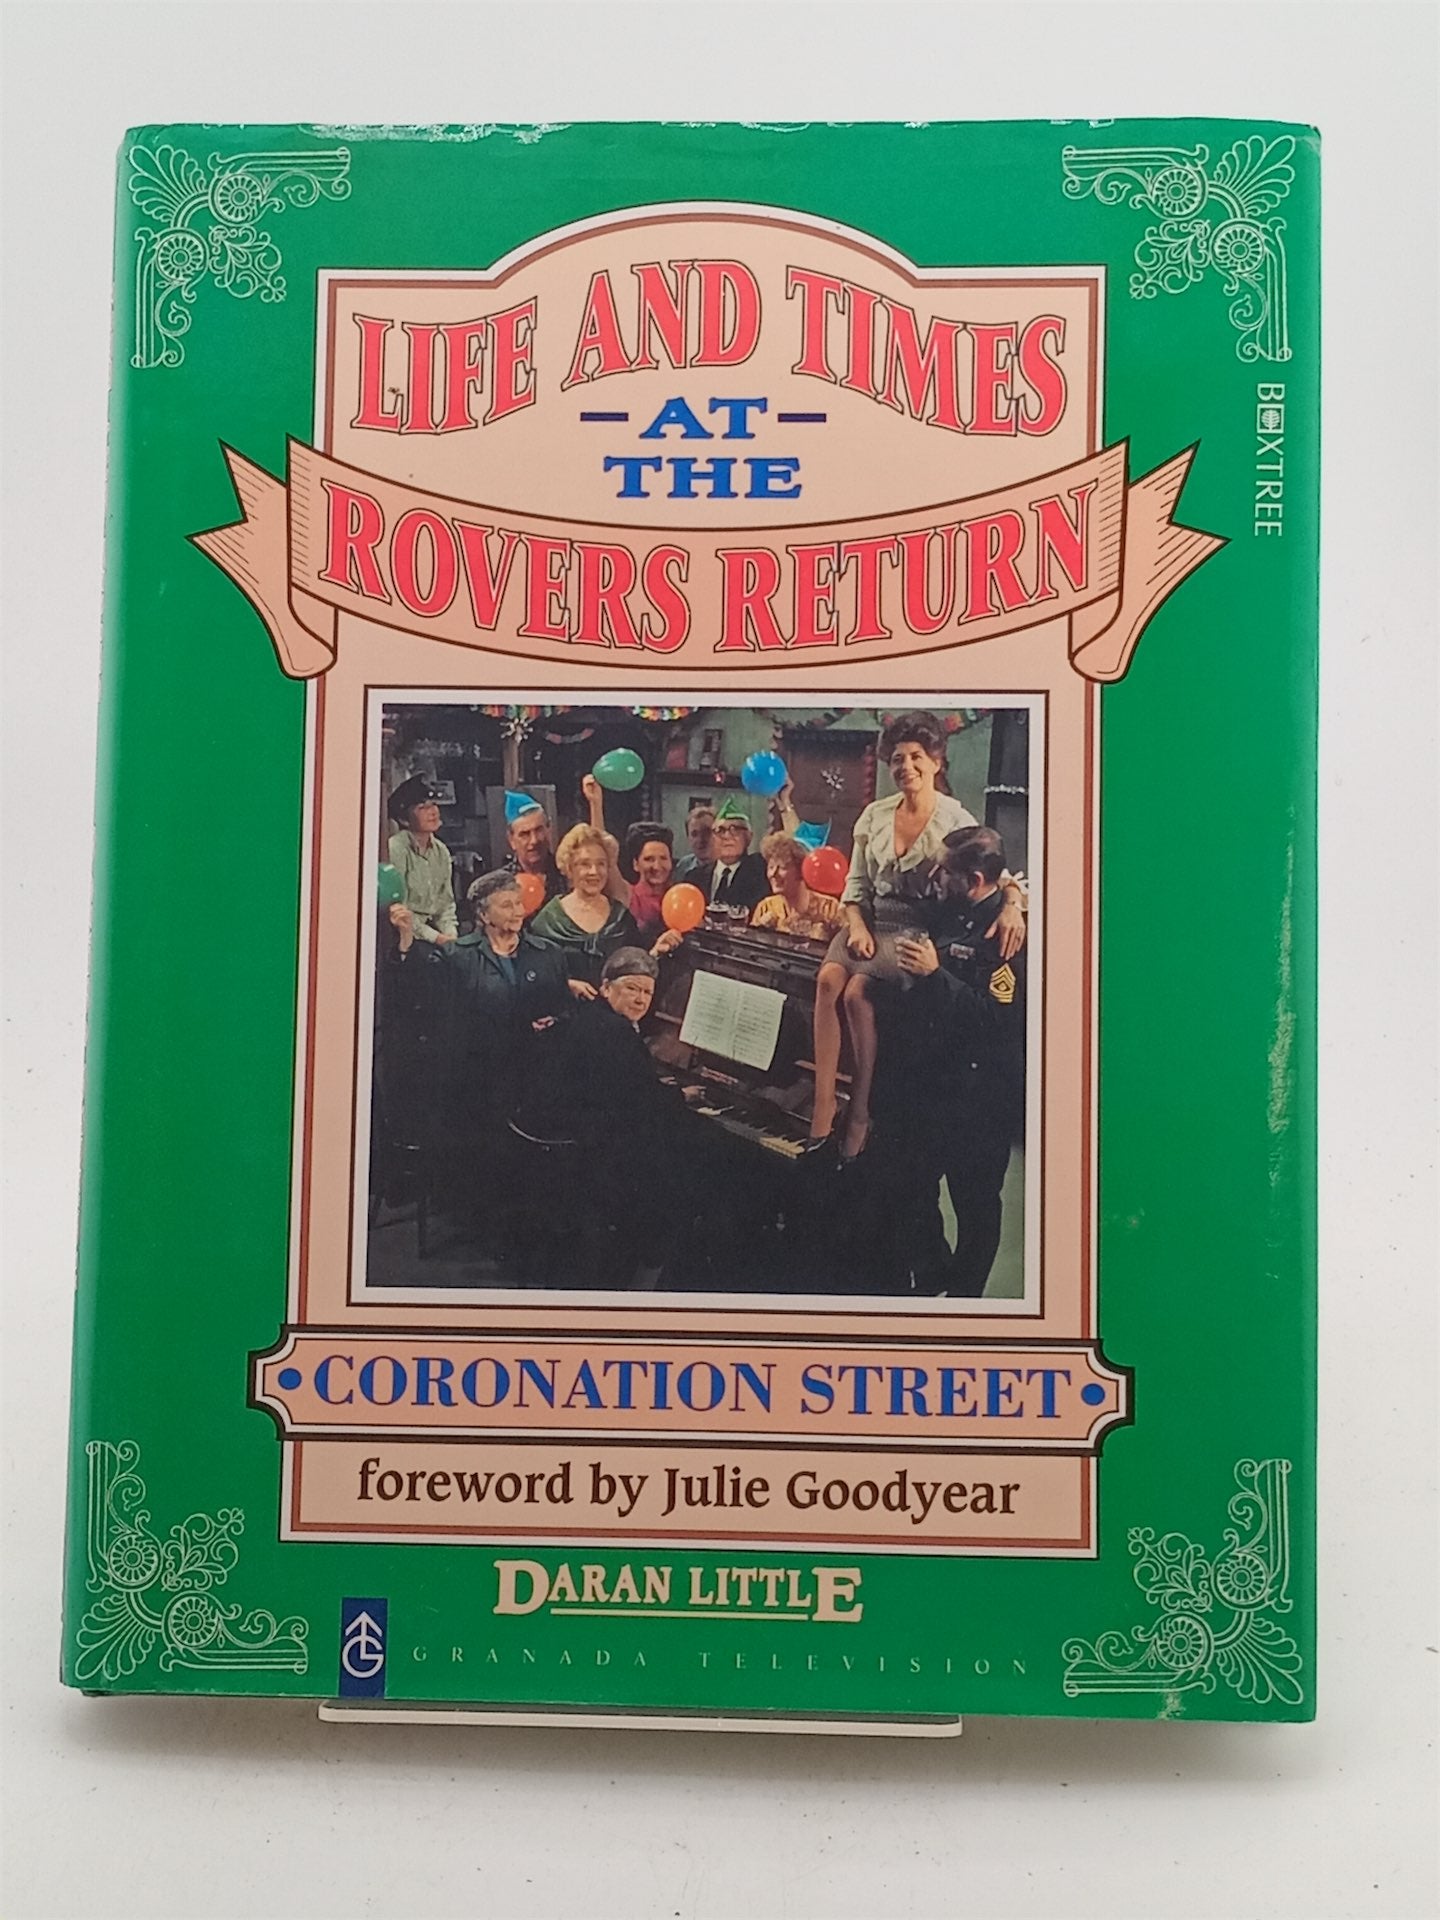 LIFE AND TIMES
AT
THE
ROVERS RETURN
BOXTREE
• CORONATION STREET •
foreword by Julie Goodyear
DARAN LITTLE
GRANADA TELEVISION